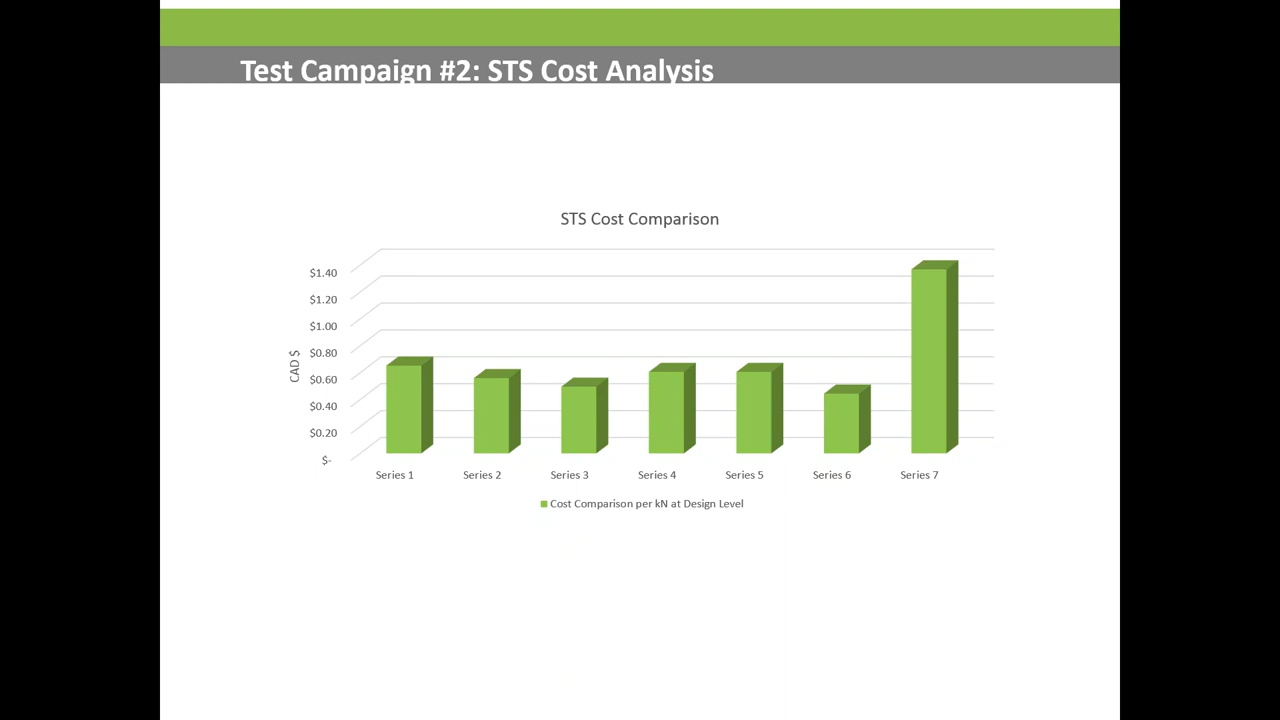 Test Campaign #2: STS Cost Analysis
STS Cost Comparison
$1.40
$1.20
$1.00
$0.80
$0.60
$0.40
$0.20
$-
CAD $
Series 1 Series 2 Series 3 Series 4 Series 5 Series 6 Series 7
Cost Comparison per kN at Design Level